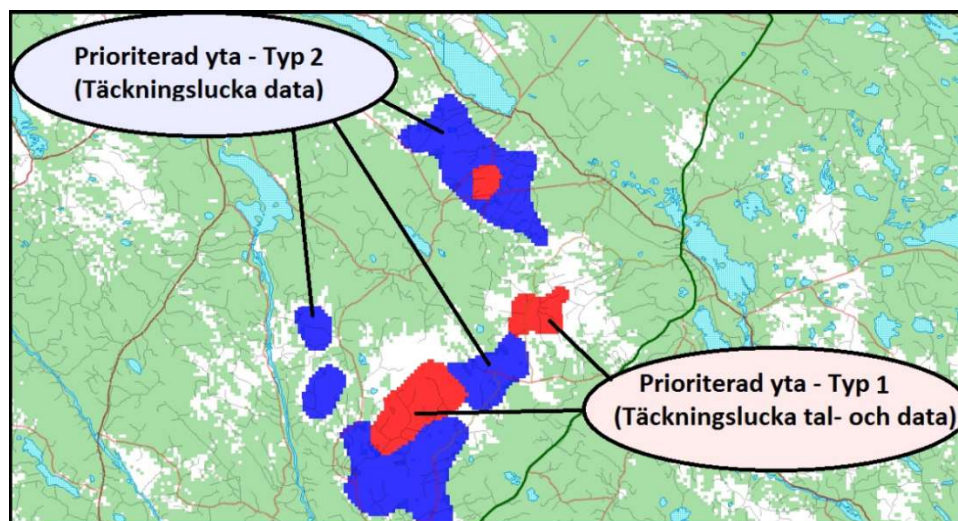 Prioriterad yta - Typ 2
(Täckningslucka data)
Prioriterad yta - Typ 1
(Täckningslucka tal- och data)